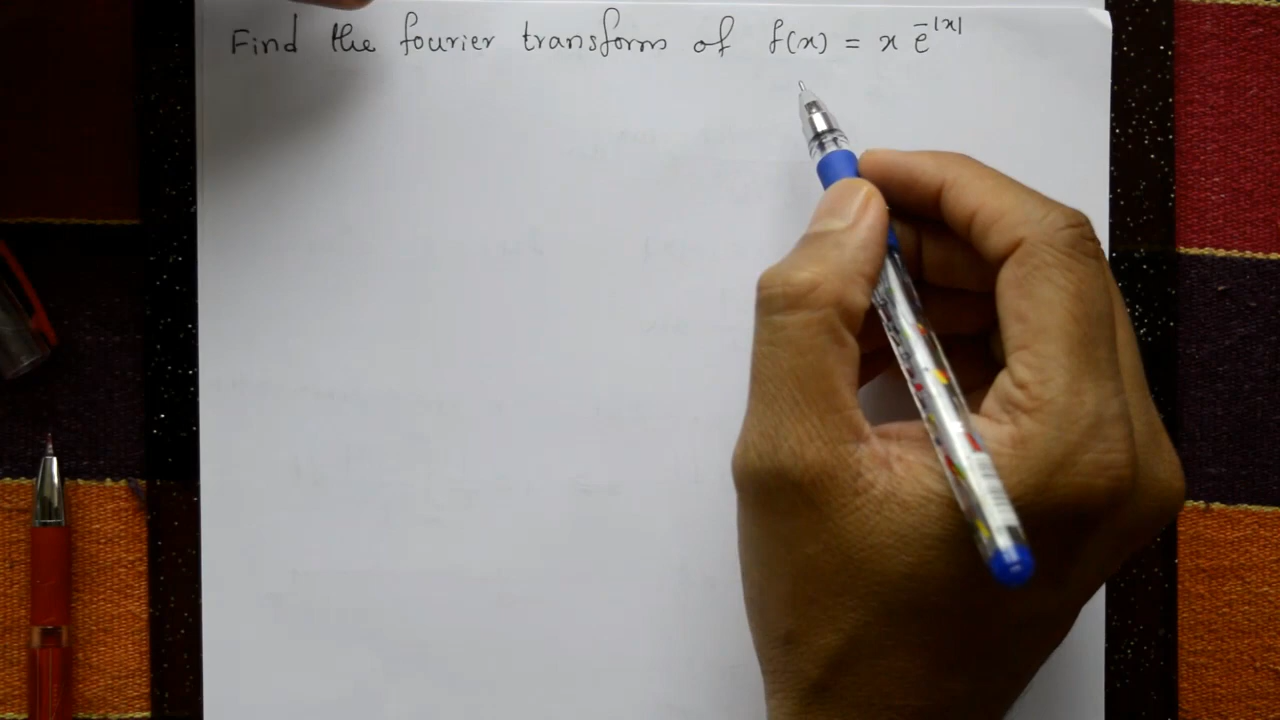 Find the fourier transform of f(x) = x e^{-|x|}